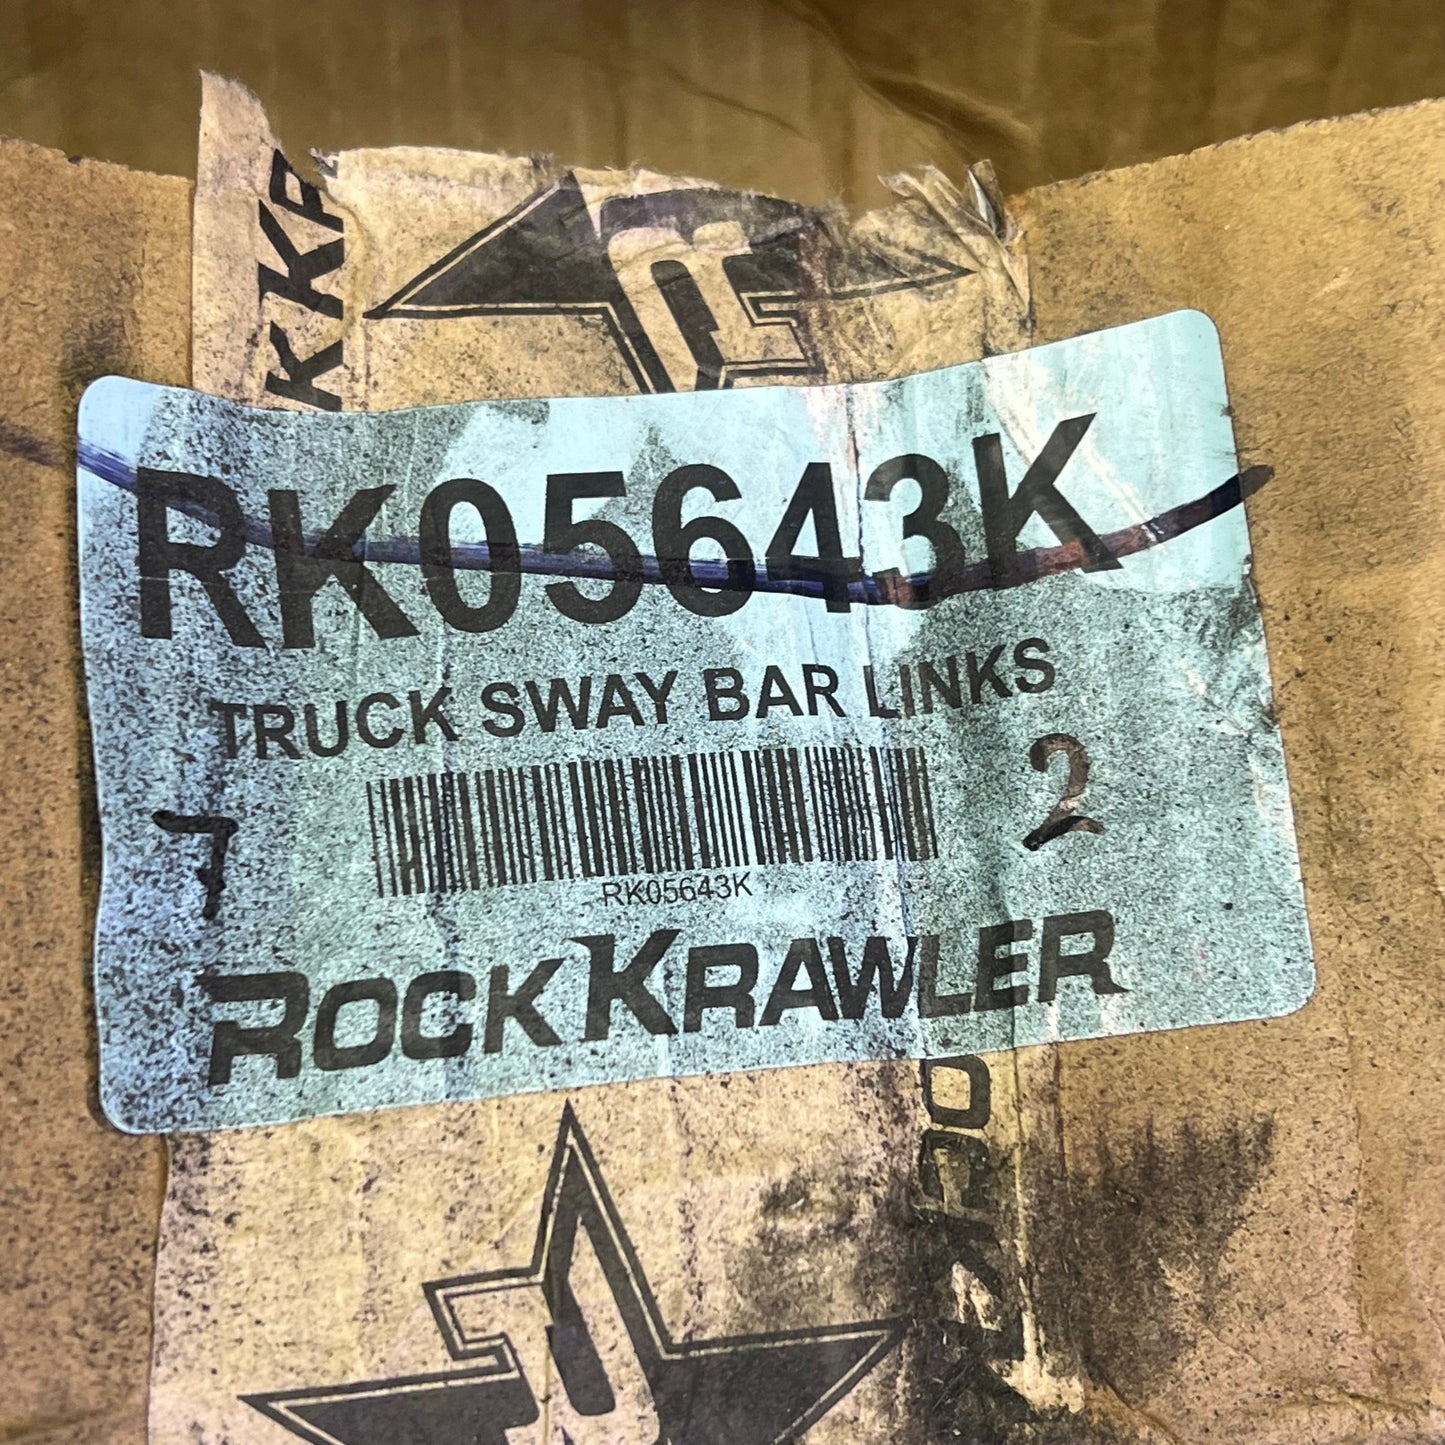 RK05643K
TRUCK SWAY BAR LINKS
7
2
RK05643K
ROCKKRAWLER